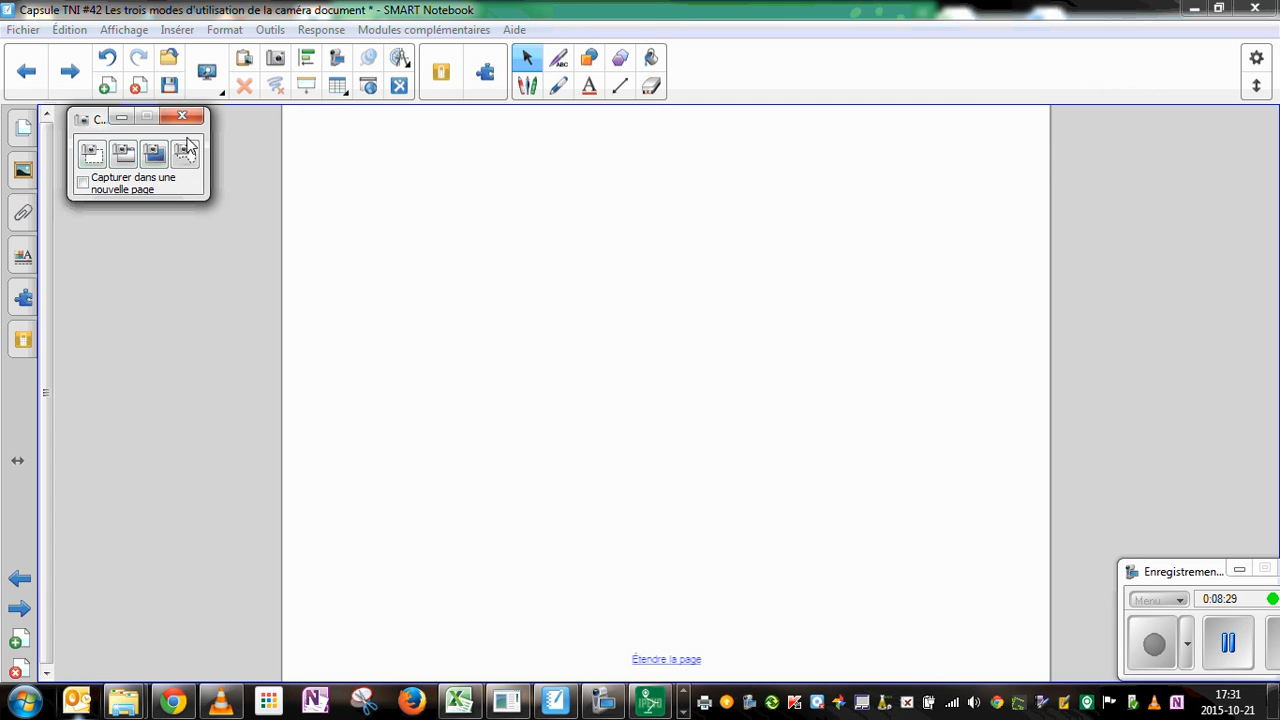 Capsule TNI #42 Les trois modes d'utilisation de la caméra document * - SMART Notebook
Fichier Édition Affichage Insérer Format Outils Response Modules complémentaires Aide
C...
Capturer dans une
nouvelle page
Enregistremen...
Menu
0:08:29
Étendre la page
17:31
2015-10-21